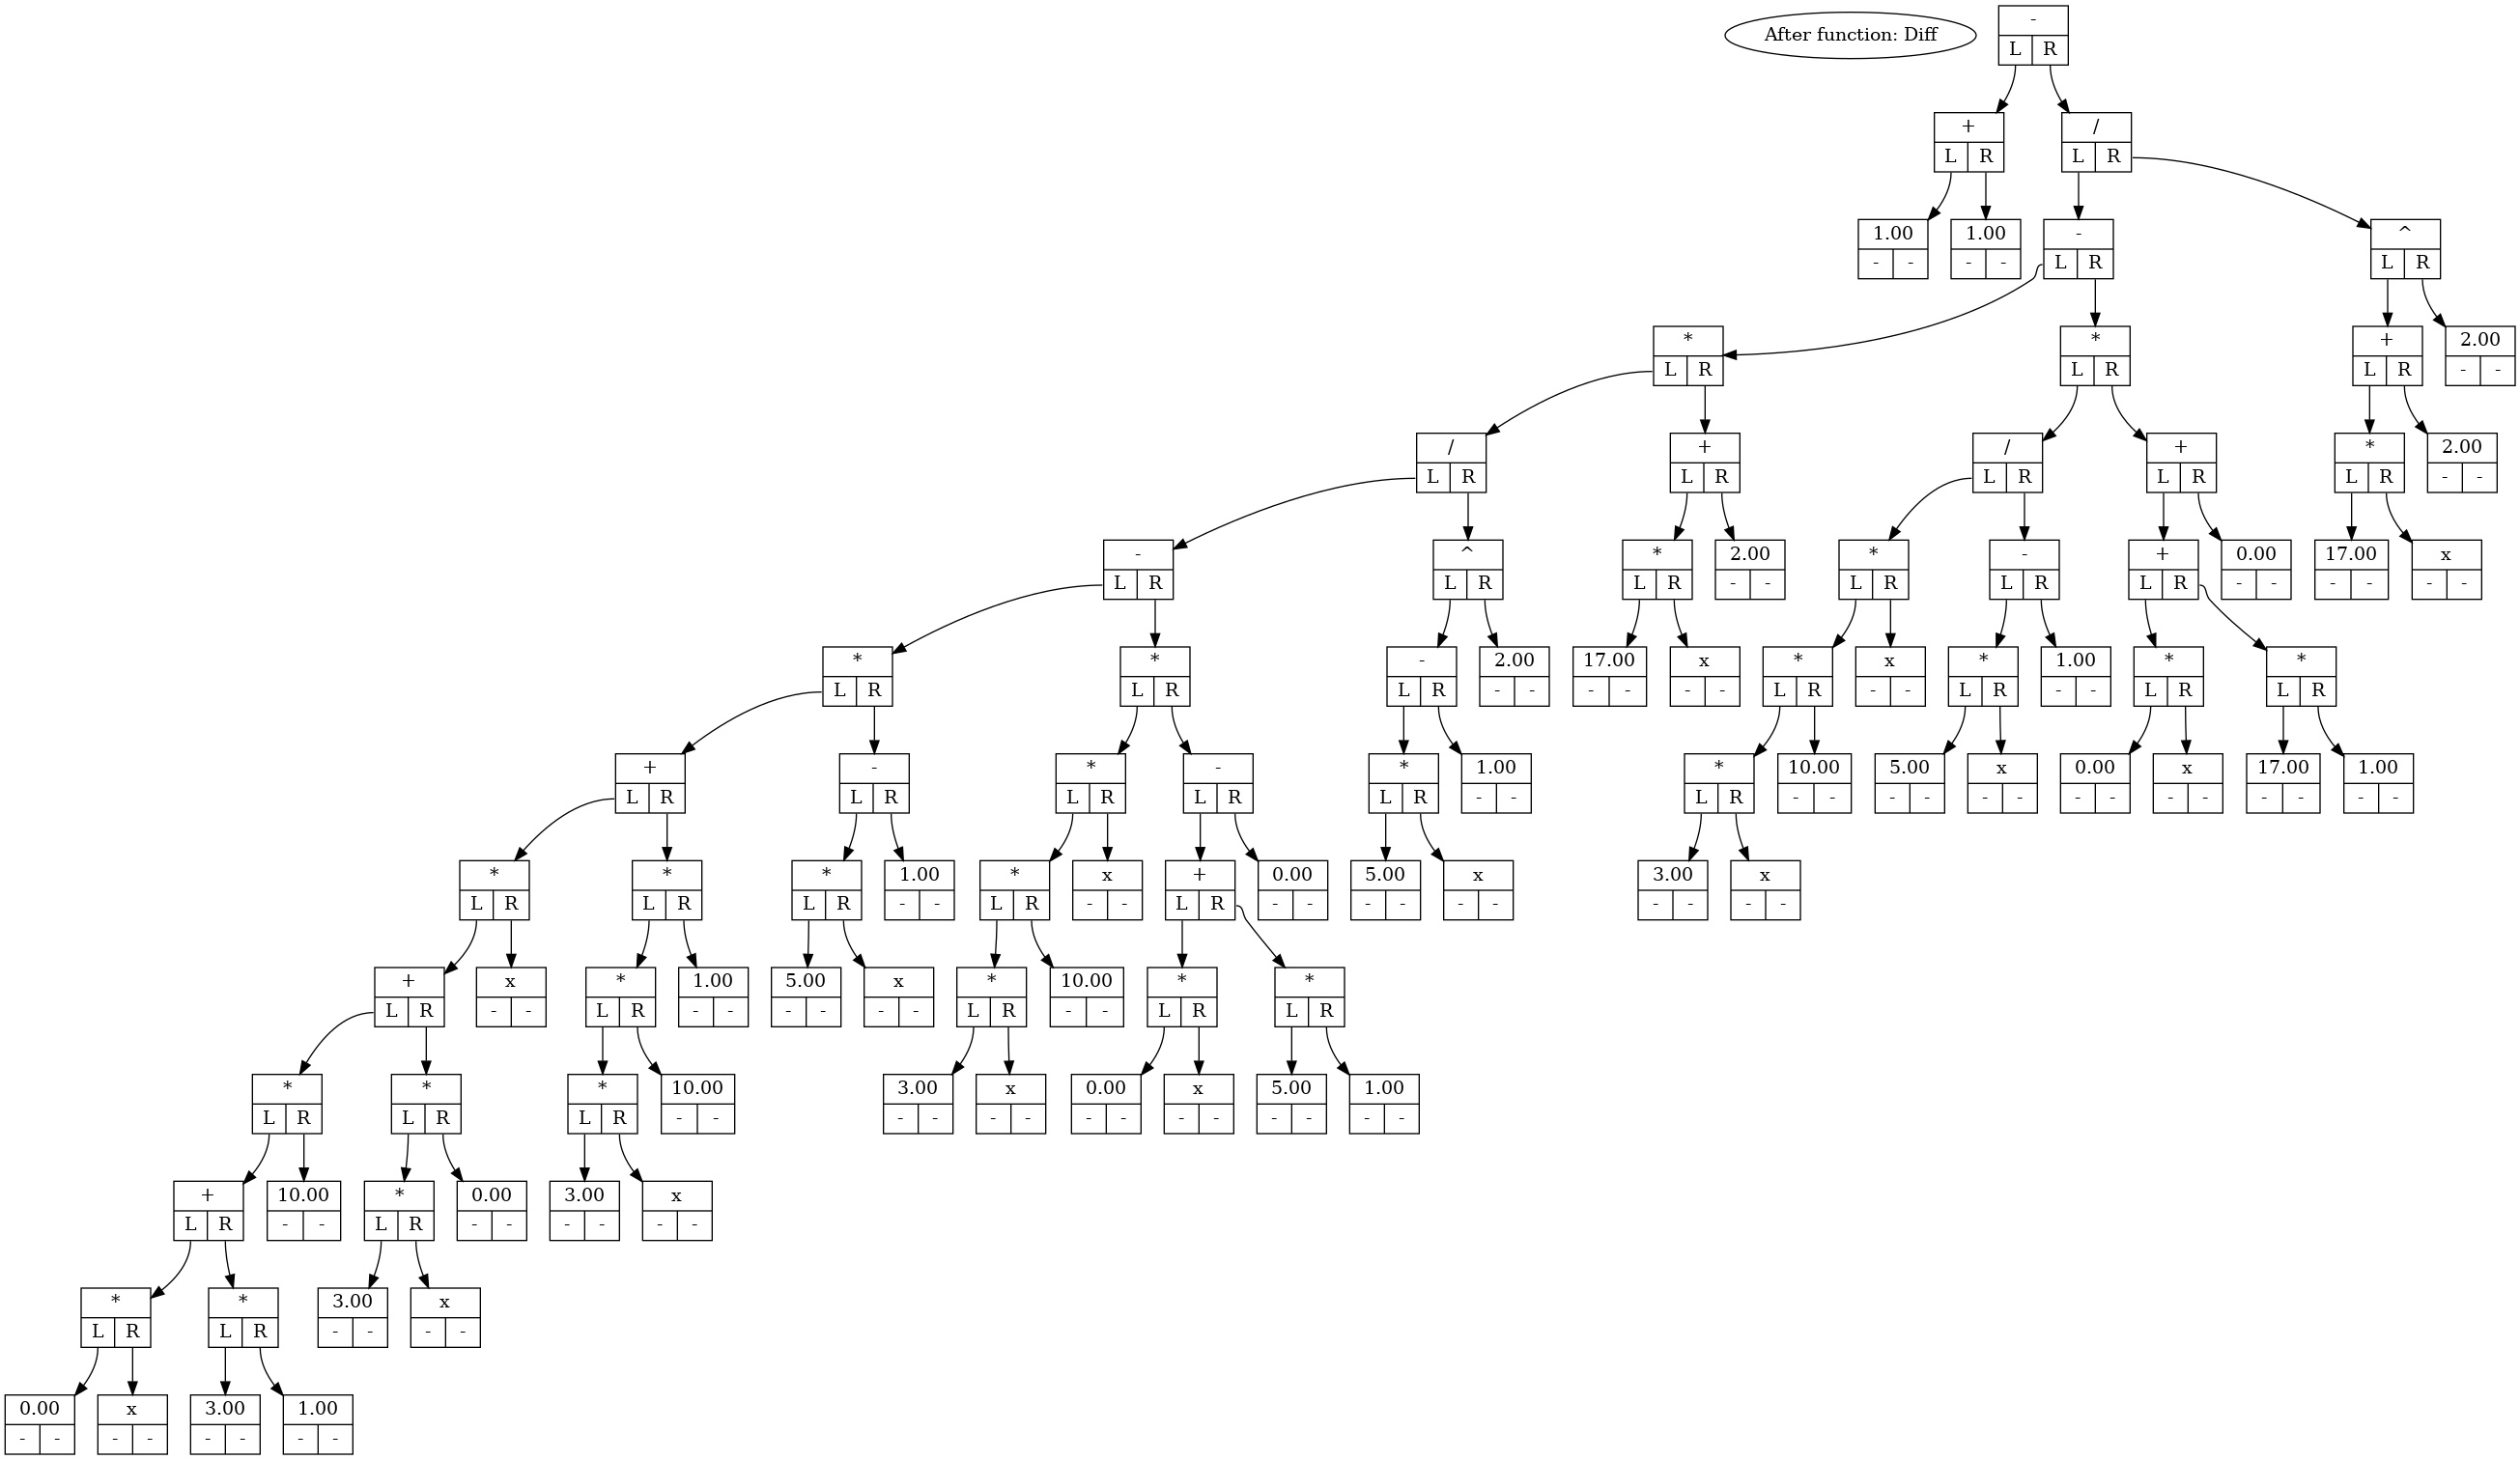 After function: Diff
-
L R
+ /
L R L R
1.00 1.00 - ^
- - - - L R L R
* * + 2.00
L R L R L R - -
/ + / + * 2.00
L R L R L R L R L R - -
- ^ * 2.00 * - + 0.00 17.00 x
L R L R L R - - L R L R L R - - - - - -
* * - 2.00 17.00 x * x * 1.00 * *
L R L R L R - - - - - - L R - - L R - - L R L R
+ - * - * 1.00 * 10.00 5.00 x 0.00 x 17.00 1.00
L R L R L R L R L R - - L R - - - - - - - - - - - - - -
* * * 1.00 * x + 0.00 5.00 x 3.00 x
L R L R L R - - L R - - L R - - - - - - - - - -
+ x * 1.00 5.00 x * 10.00 * *
L R - - L R - - - - - - L R - - L R L R
* * * 10.00 3.00 x 0.00 x 5.00 1.00
L R L R L R - - - - - - - - - - - - - -
+ 10.00 * 0.00 3.00 x
L R - - L R - - - - - -
* * 3.00 x
L R L R - - - -
0.00 x 3.00 1.00
- - - - - - - -